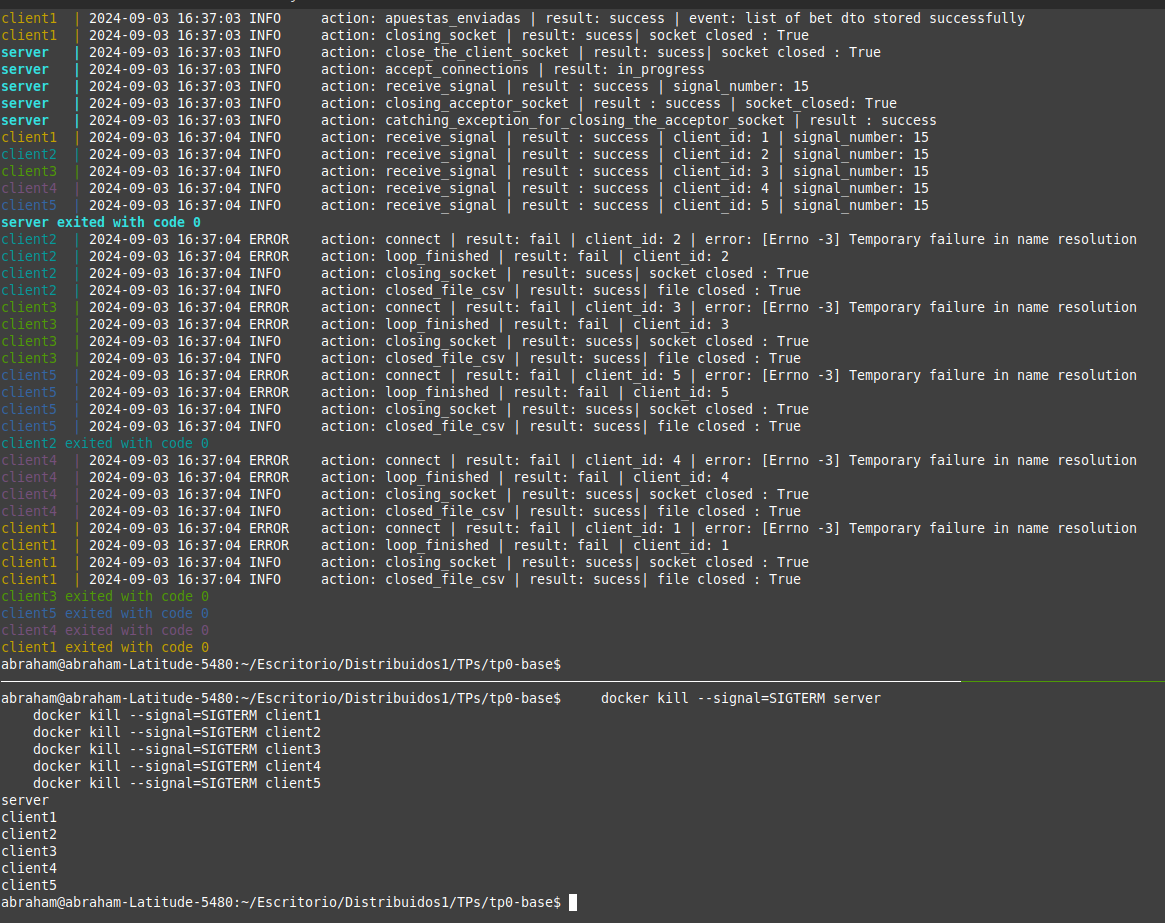 client1  | 2024-09-03 16:37:03 INFO     action: apuestas_enviadas | result: success | event: list of bet dto stored successfully
client1  | 2024-09-03 16:37:03 INFO     action: closing_socket | result: sucess| socket closed : True
server   | 2024-09-03 16:37:03 INFO     action: close_the_client_socket | result: sucess| socket closed : True
server   | 2024-09-03 16:37:03 INFO     action: accept_connections | result: in_progress
server   | 2024-09-03 16:37:03 INFO     action: receive_signal | result : success | signal_number: 15
server   | 2024-09-03 16:37:03 INFO     action: closing_acceptor_socket | result : success | socket_closed: True
server   | 2024-09-03 16:37:03 INFO     action: catching_exception_for_closing_the_acceptor_socket | result : success
client1  | 2024-09-03 16:37:04 INFO     action: receive_signal | result : success | client_id: 1 | signal_number: 15
client2  | 2024-09-03 16:37:04 INFO     action: receive_signal | result : success | client_id: 2 | signal_number: 15
client3  | 2024-09-03 16:37:04 INFO     action: receive_signal | result : success | client_id: 3 | signal_number: 15
client4  | 2024-09-03 16:37:04 INFO     action: receive_signal | result : success | client_id: 4 | signal_number: 15
client5  | 2024-09-03 16:37:04 INFO     action: receive_signal | result : success | client_id: 5 | signal_number: 15
server exited with code 0
client2  | 2024-09-03 16:37:04 ERROR    action: connect | result: fail | client_id: 2 | error: [Errno -3] Temporary failure in name resolution
client2  | 2024-09-03 16:37:04 ERROR    action: loop_finished | result: fail | client_id: 2
client2  | 2024-09-03 16:37:04 INFO     action: closing_socket | result: sucess| socket closed : True
client2  | 2024-09-03 16:37:04 INFO     action: closed_file_csv | result: sucess| file closed : True
client3  | 2024-09-03 16:37:04 ERROR    action: connect | result: fail | client_id: 3 | error: [Errno -3] Temporary failure in name resolution
client3  | 2024-09-03 16:37:04 ERROR    action: loop_finished | result: fail | client_id: 3
client3  | 2024-09-03 16:37:04 INFO     action: closing_socket | result: sucess| socket closed : True
client3  | 2024-09-03 16:37:04 INFO     action: closed_file_csv | result: sucess| file closed : True
client5  | 2024-09-03 16:37:04 ERROR    action: connect | result: fail | client_id: 5 | error: [Errno -3] Temporary failure in name resolution
client5  | 2024-09-03 16:37:04 ERROR    action: loop_finished | result: fail | client_id: 5
client5  | 2024-09-03 16:37:04 INFO     action: closing_socket | result: sucess| socket closed : True
client5  | 2024-09-03 16:37:04 INFO     action: closed_file_csv | result: sucess| file closed : True
client2 exited with code 0
client4  | 2024-09-03 16:37:04 ERROR    action: connect | result: fail | client_id: 4 | error: [Errno -3] Temporary failure in name resolution
client4  | 2024-09-03 16:37:04 ERROR    action: loop_finished | result: fail | client_id: 4
client4  | 2024-09-03 16:37:04 INFO     action: closing_socket | result: sucess| socket closed : True
client4  | 2024-09-03 16:37:04 INFO     action: closed_file_csv | result: sucess| file closed : True
client1  | 2024-09-03 16:37:04 ERROR    action: connect | result: fail | client_id: 1 | error: [Errno -3] Temporary failure in name resolution
client1  | 2024-09-03 16:37:04 ERROR    action: loop_finished | result: fail | client_id: 1
client1  | 2024-09-03 16:37:04 INFO     action: closing_socket | result: sucess| socket closed : True
client1  | 2024-09-03 16:37:04 INFO     action: closed_file_csv | result: sucess| file closed : True
client3 exited with code 0
client5 exited with code 0
client4 exited with code 0
client1 exited with code 0
abraham@abraham-Latitude-5480:~/Escritorio/Distribuidos1/TPs/tp0-base$
abraham@abraham-Latitude-5480:~/Escritorio/Distribuidos1/TPs/tp0-base$     docker kill --signal=SIGTERM server
    docker kill --signal=SIGTERM client1
    docker kill --signal=SIGTERM client2
    docker kill --signal=SIGTERM client3
    docker kill --signal=SIGTERM client4
    docker kill --signal=SIGTERM client5
server
client1
client2
client3
client4
client5
abraham@abraham-Latitude-5480:~/Escritorio/Distribuidos1/TPs/tp0-base$